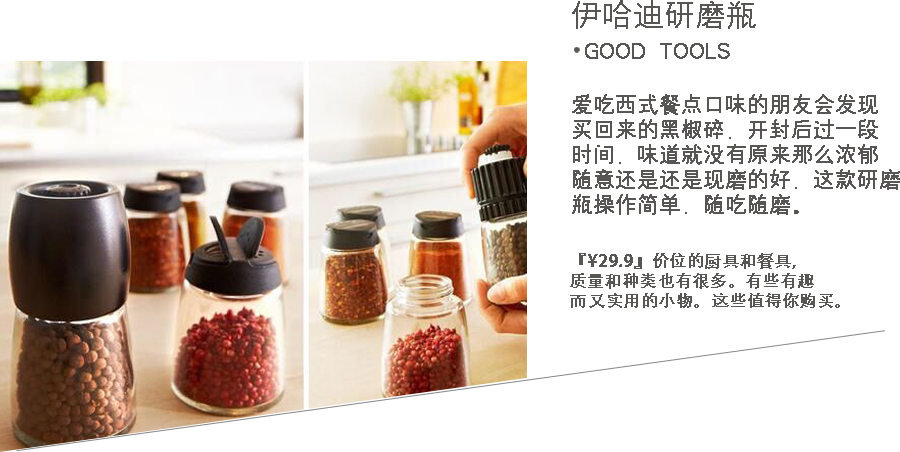 伊哈迪研磨瓶
•GOOD TOOLS
爱吃西式餐点口味的朋友会发现
买回来的黑椒碎．开封后过一段
时间．味道就没有原来那么浓郁
随意还是还是现磨的好．这款研磨
瓶操作简单．随吃随磨。
『¥29.9』价位的厨具和餐具,
质量和种类也有很多。有些有趣
而又实用的小物。这些值得你购买。